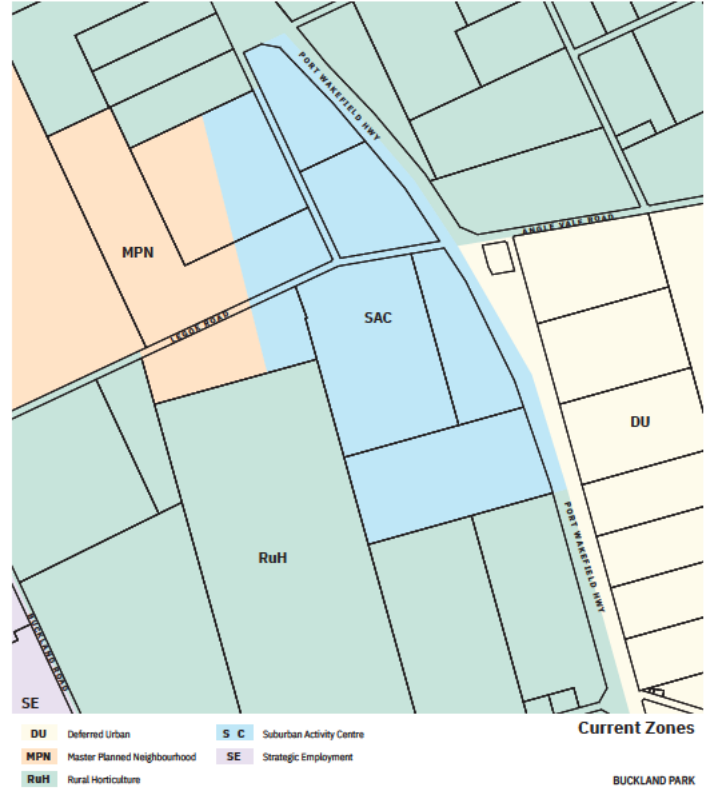 PORT WAKEFIELD HWY
ANGLE VALE ROAD
MPN
LEGOE ROAD
SAC
DU
PORT WAKEFIELD HWY
RuH
BUCKLAND ROAD
SE
DU Deferred Urban
S C Suburban Activity Centre
Current Zones
MPN Master Planned Neighbourhood
SE Strategic Employment
RuH Rural Horticulture
BUCKLAND PARK